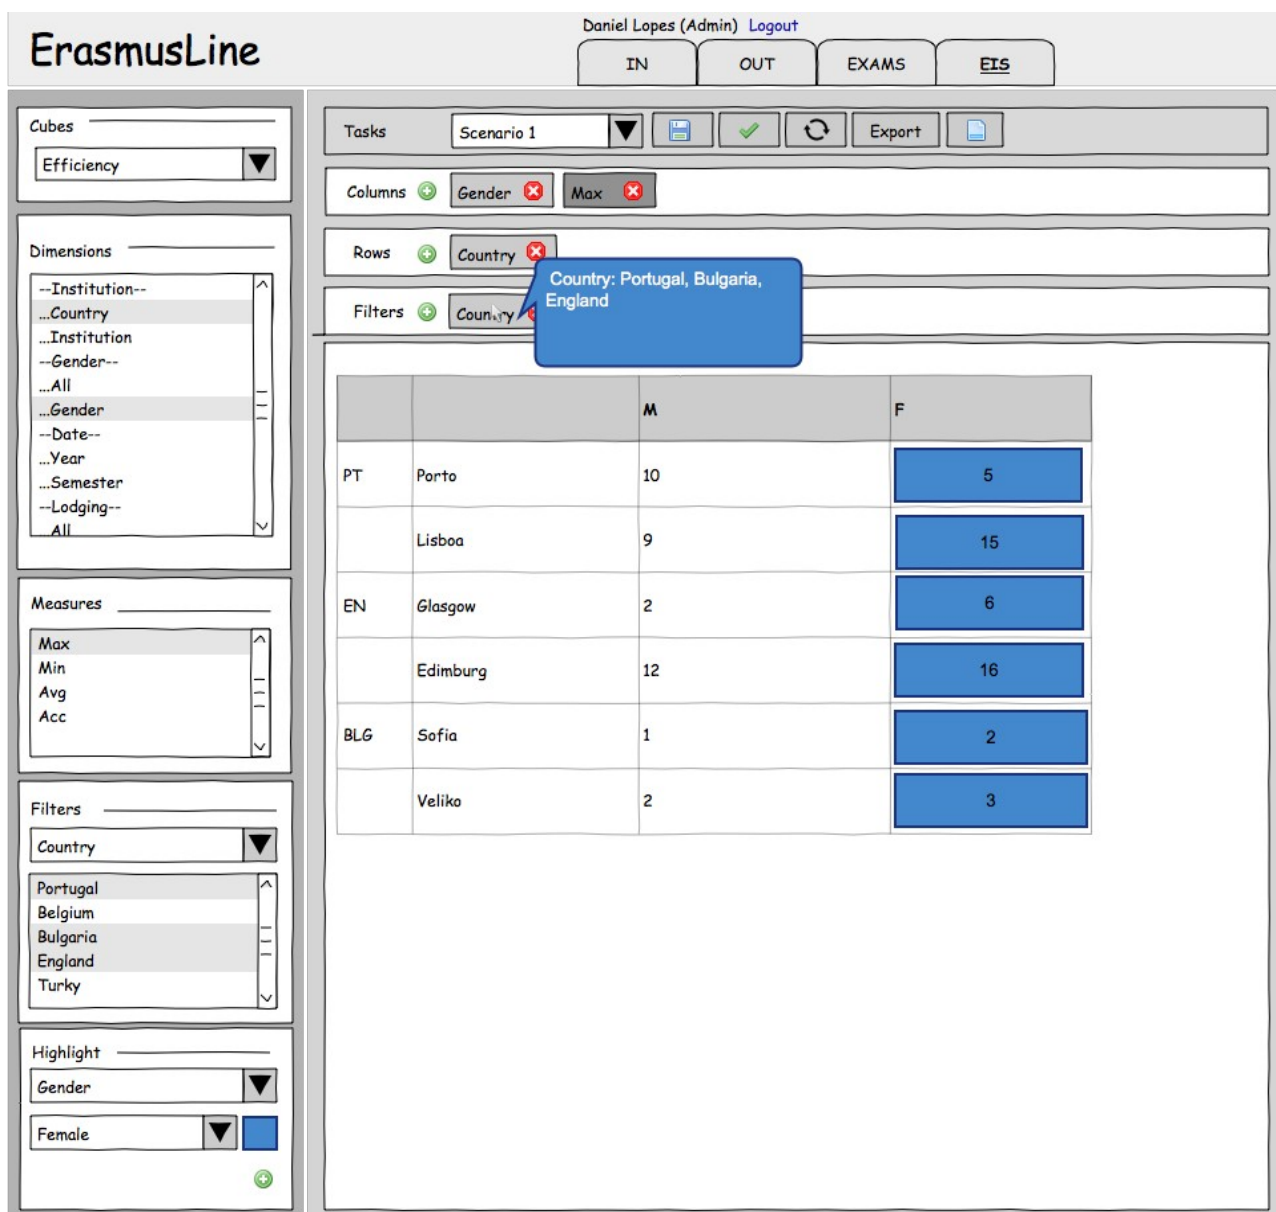 ErasmusLine
Daniel Lopes (Admin) Logout
IN OUT EXAMS EIS
Cubes
Efficiency
Dimensions
--Institution--
...Country
...Institution
--Gender--
...All
...Gender
--Date--
...Year
...Semester
--Lodging--
...All
Measures
Max
Min
Avg
Acc
Filters
Country
Portugal
Belgium
Bulgaria
England
Turky
Highlight
Gender
Female
Tasks Scenario 1 Export
Columns Gender Max
Rows Country
Filters Country
Country: Portugal, Bulgaria,
England
M F
PT Porto 10 5
Lisboa 9 15
EN Glasgow 2 6
Edimburg 12 16
BLG Sofia 1 2
Veliko 2 3